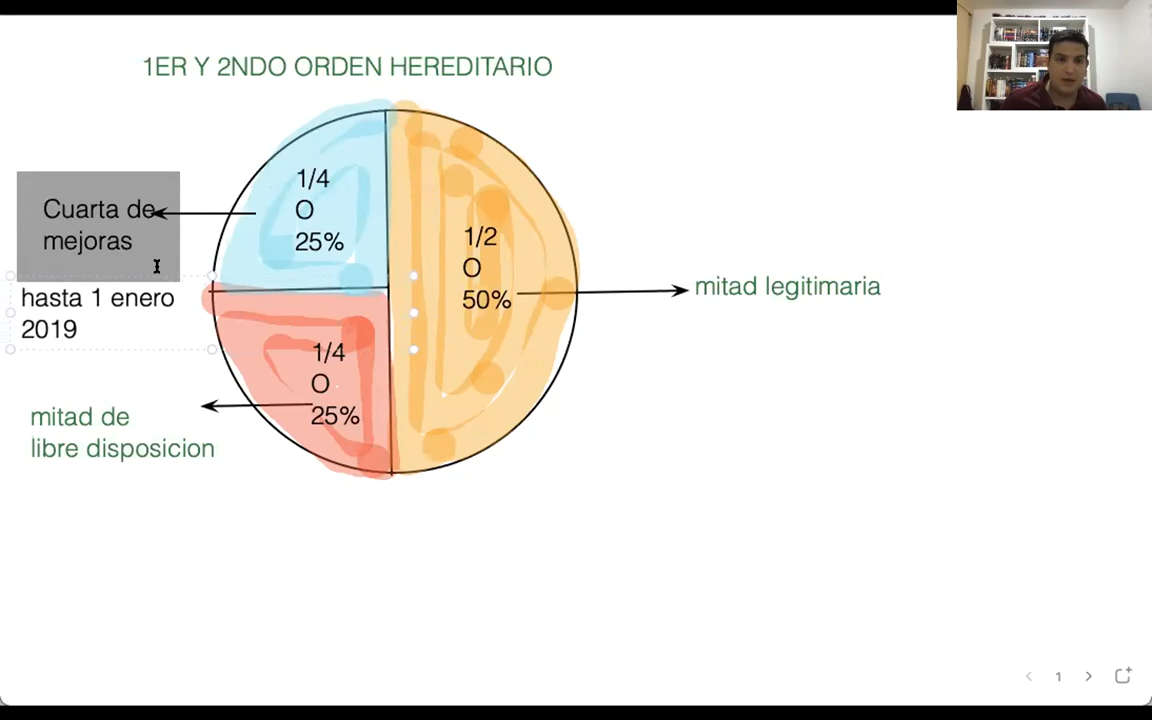 1ER Y 2NDO ORDEN HEREDITARIO
1/4
O
25%
Cuarta de
mejoras
1/2
O
50%
mitad legitimaria
hasta 1 enero
2019
1/4
O
25%
mitad de
libre disposicion
1